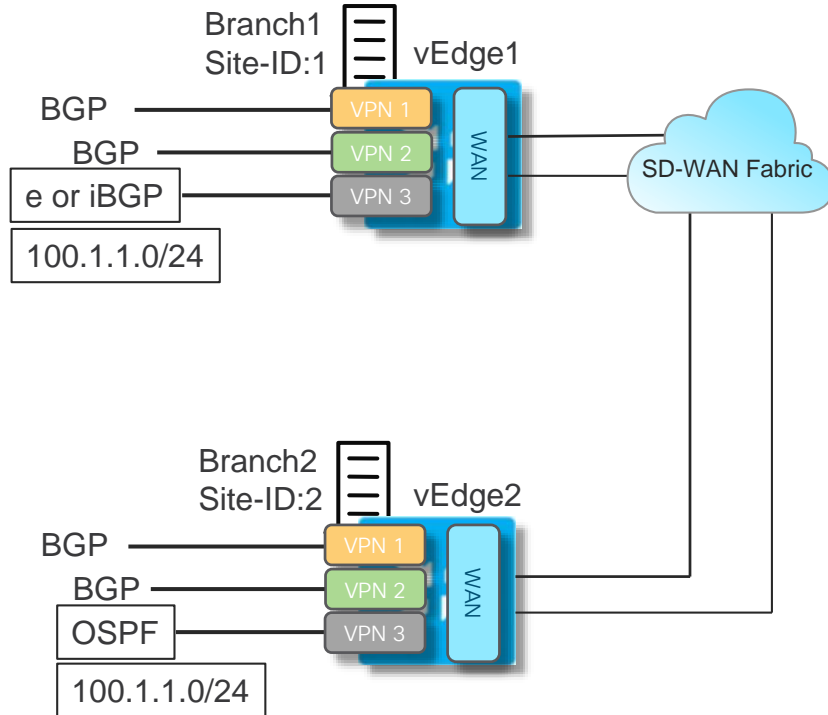 Branch1
Site-ID:1
vEdge1
BGP
VPN 1
BGP
VPN 2
e or iBGP
VPN 3
WAN
100.1.1.0/24
SD-WAN Fabric
Branch2
Site-ID:2
vEdge2
BGP
VPN 1
BGP
VPN 2
OSPF
VPN 3
WAN
100.1.1.0/24